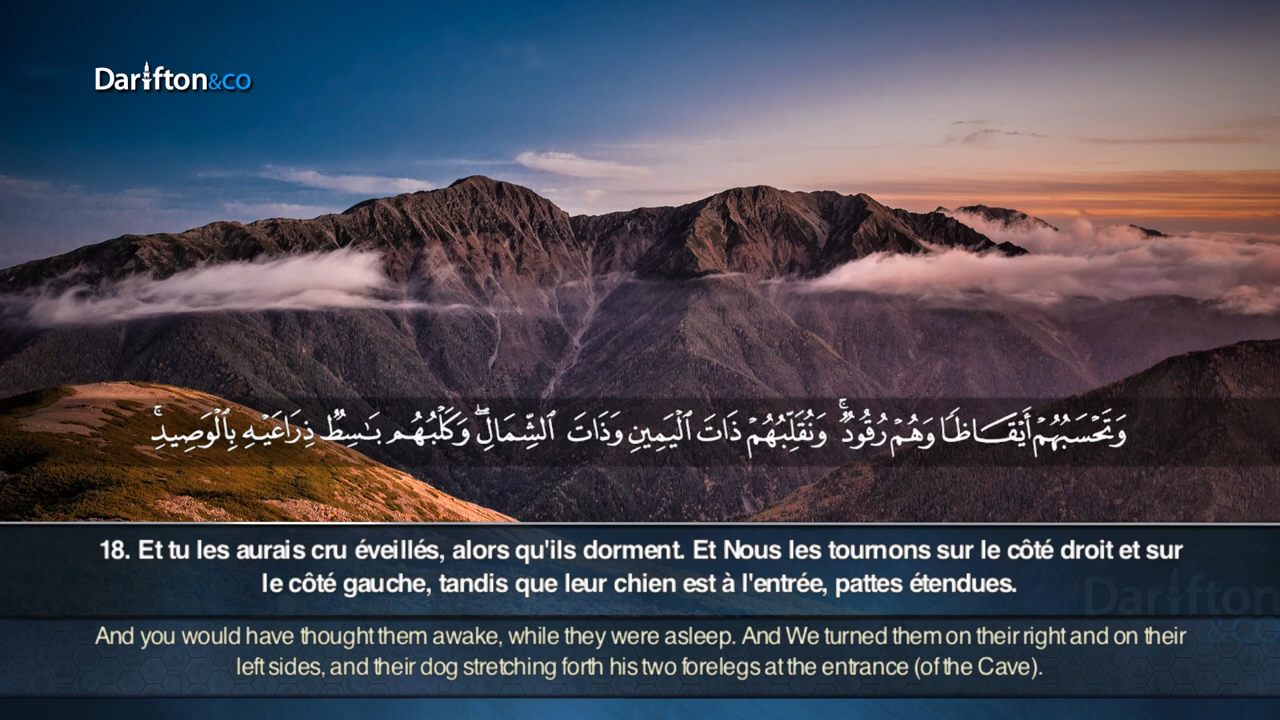 Darifton&co
وَتَحْسَبُهُمْ أَيْقَاظًا وَهُمْ رُقُودٌ ۚ وَنُقَلِّبُهُمْ ذَاتَ ٱلْيَمِينِ وَذَاتَ ٱلشِّمَالِ ۖ وَكَلْبُهُم بَـٰسِطٌ ذِرَاعَيْهِ بِٱلْوَصِيدِ ۚ
18. Et tu les aurais cru éveillés, alors qu'ils dorment. Et Nous les tournons sur le côté droit et sur
le côté gauche, tandis que leur chien est à l'entrée, pattes étendues.
Darifton
&co
And you would have thought them awake, while they were asleep. And We turned them on their right and on their
left sides, and their dog stretching forth his two forelegs at the entrance (of the Cave).